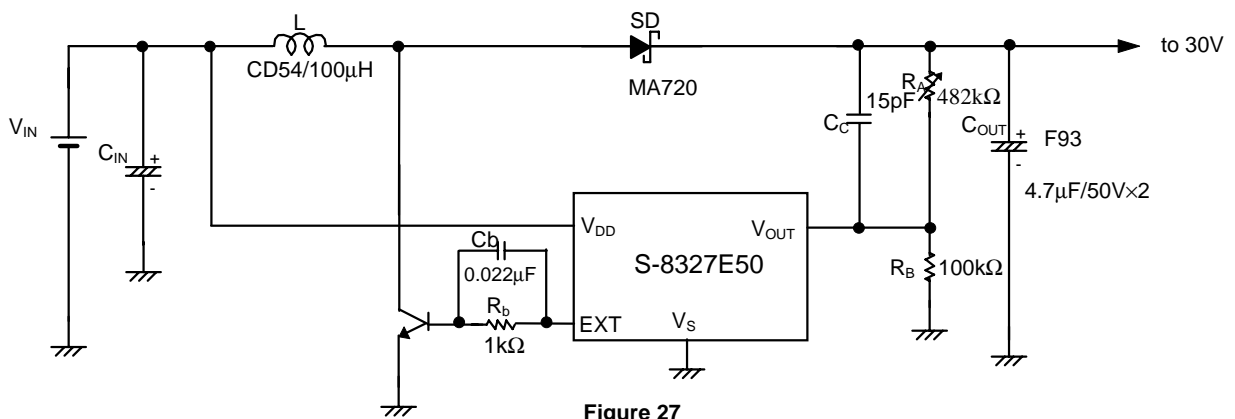 L
SD
to 30V
CD54/100μH
MA720
R_A
15pF
482kΩ
V_IN
C_C
C_OUT
F93
C_IN
+
-
+
-
4.7μF/50V×2
V_DD
V_OUT
Cb
S-8327E50
0.022μF
R_B
100kΩ
R_b
EXT
V_S
1kΩ
Figure 27